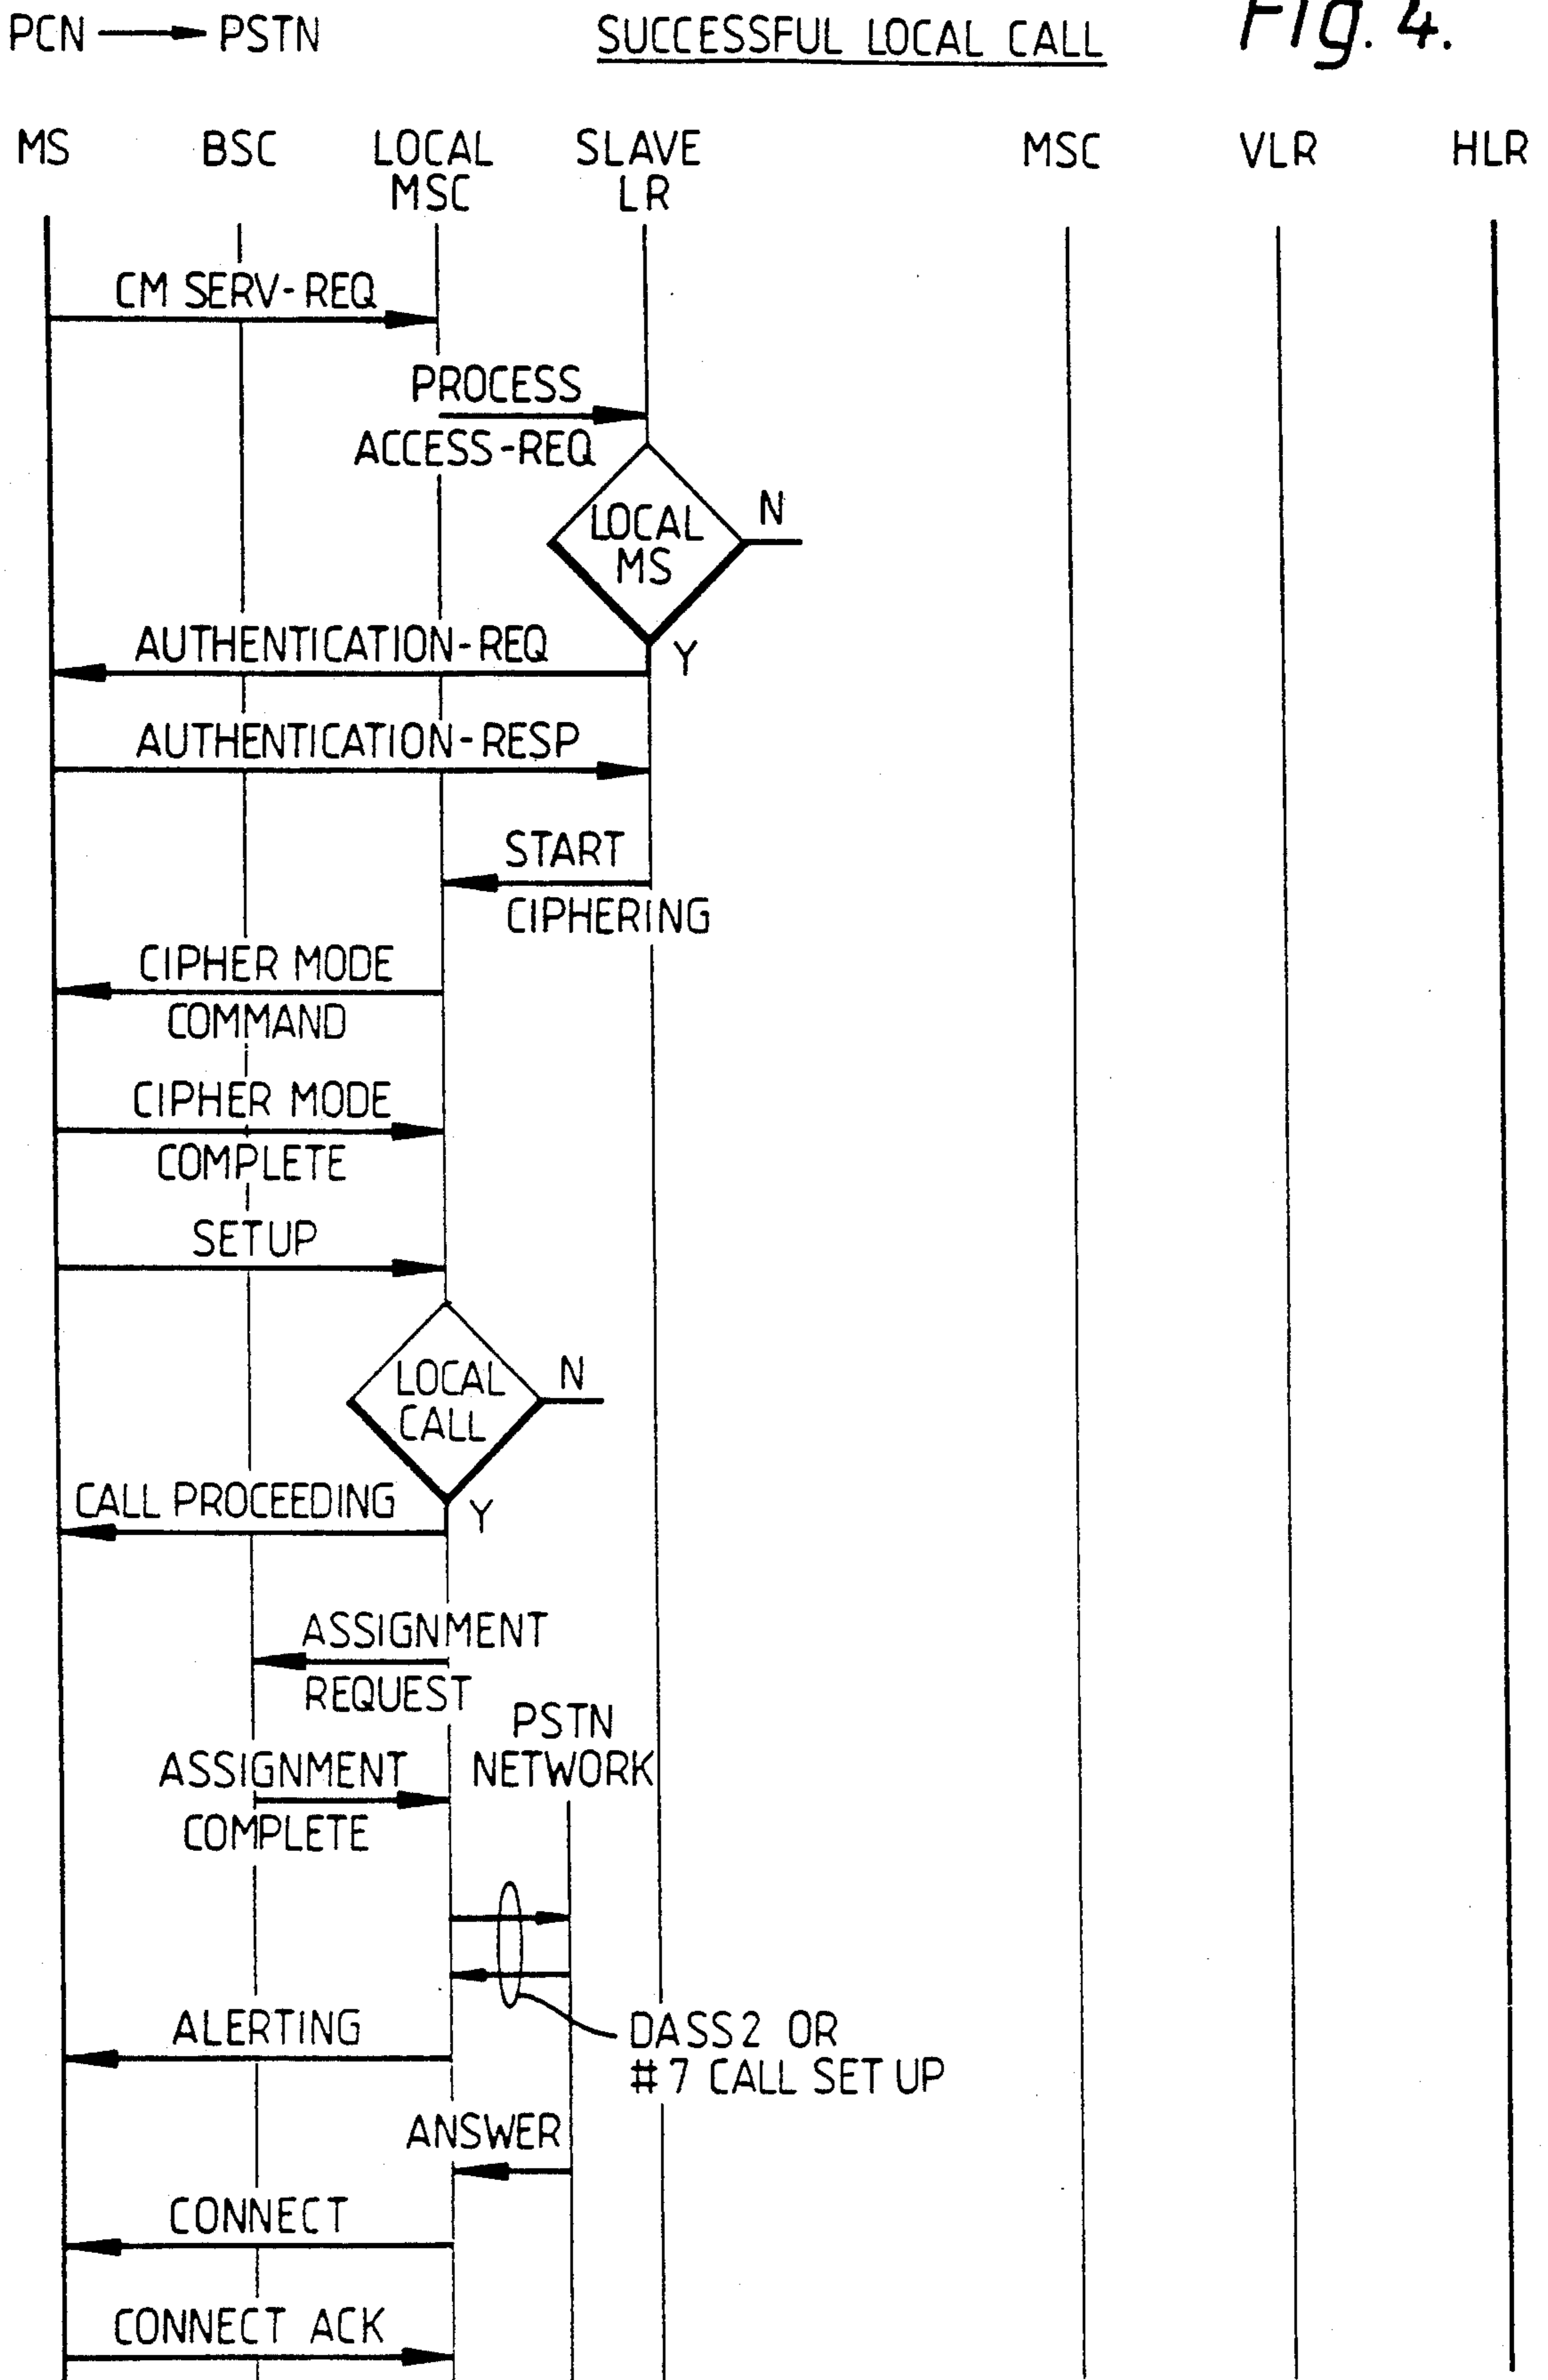 PCN → PSTN
SUCCESSFUL LOCAL CALL
Fig. 4.
MS
BSC
LOCAL
MSC
SLAVE
LR
MSC
VLR
HLR
CM SERV-REQ
PROCESS
ACCESS-REQ
LOCAL
MS
N
Y
AUTHENTICATION-REQ
AUTHENTICATION-RESP
START
CIPHERING
CIPHER MODE
COMMAND
CIPHER MODE
COMPLETE
SETUP
LOCAL
CALL
N
Y
CALL PROCEEDING
ASSIGNMENT
REQUEST
PSTN
NETWORK
ASSIGNMENT
COMPLETE
DASS2 OR
#7 CALL SET UP
ALERTING
ANSWER
CONNECT
CONNECT ACK